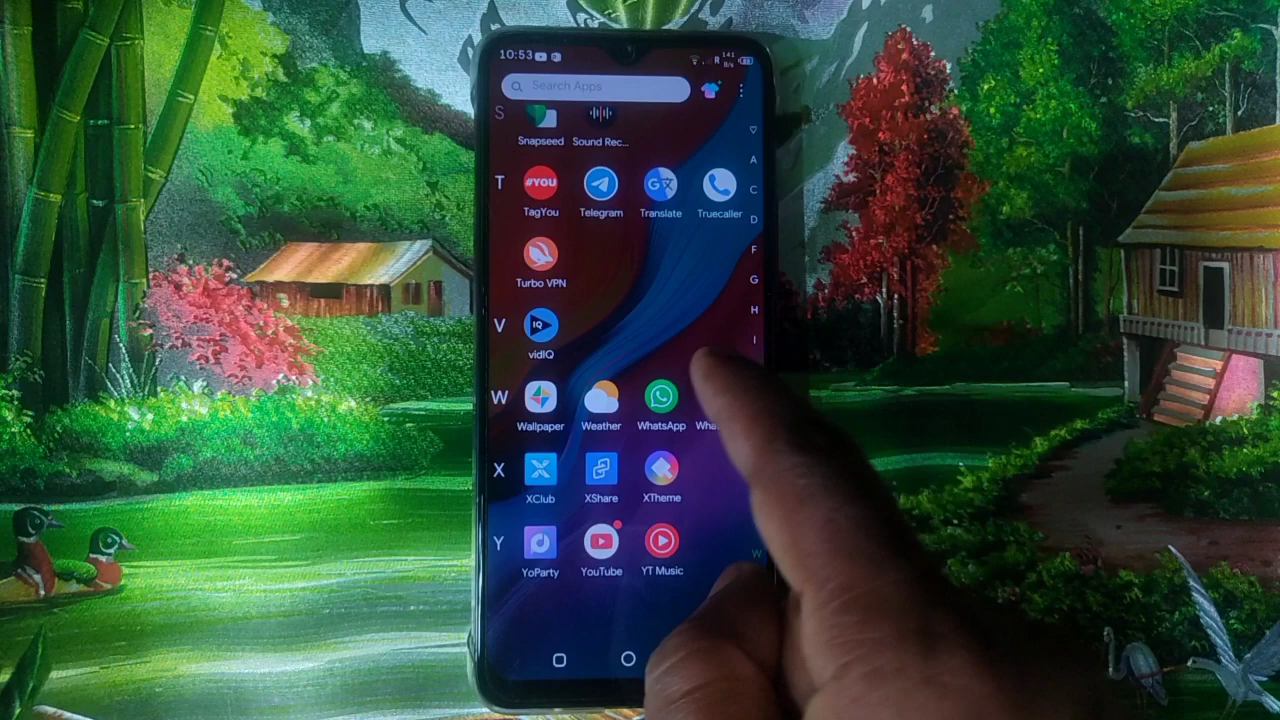 10:53 R 141 B/s
Search Apps
S
Snapseed Sound Rec...
A
T #YOU G
TagYou Telegram Translate Truecaller
C
D
F
Turbo VPN G
H
V IQ I
vidIQ
W
Wallpaper Weather WhatsApp
X
XClub XShare XTheme
Y
W
YoParty YouTube YT Music